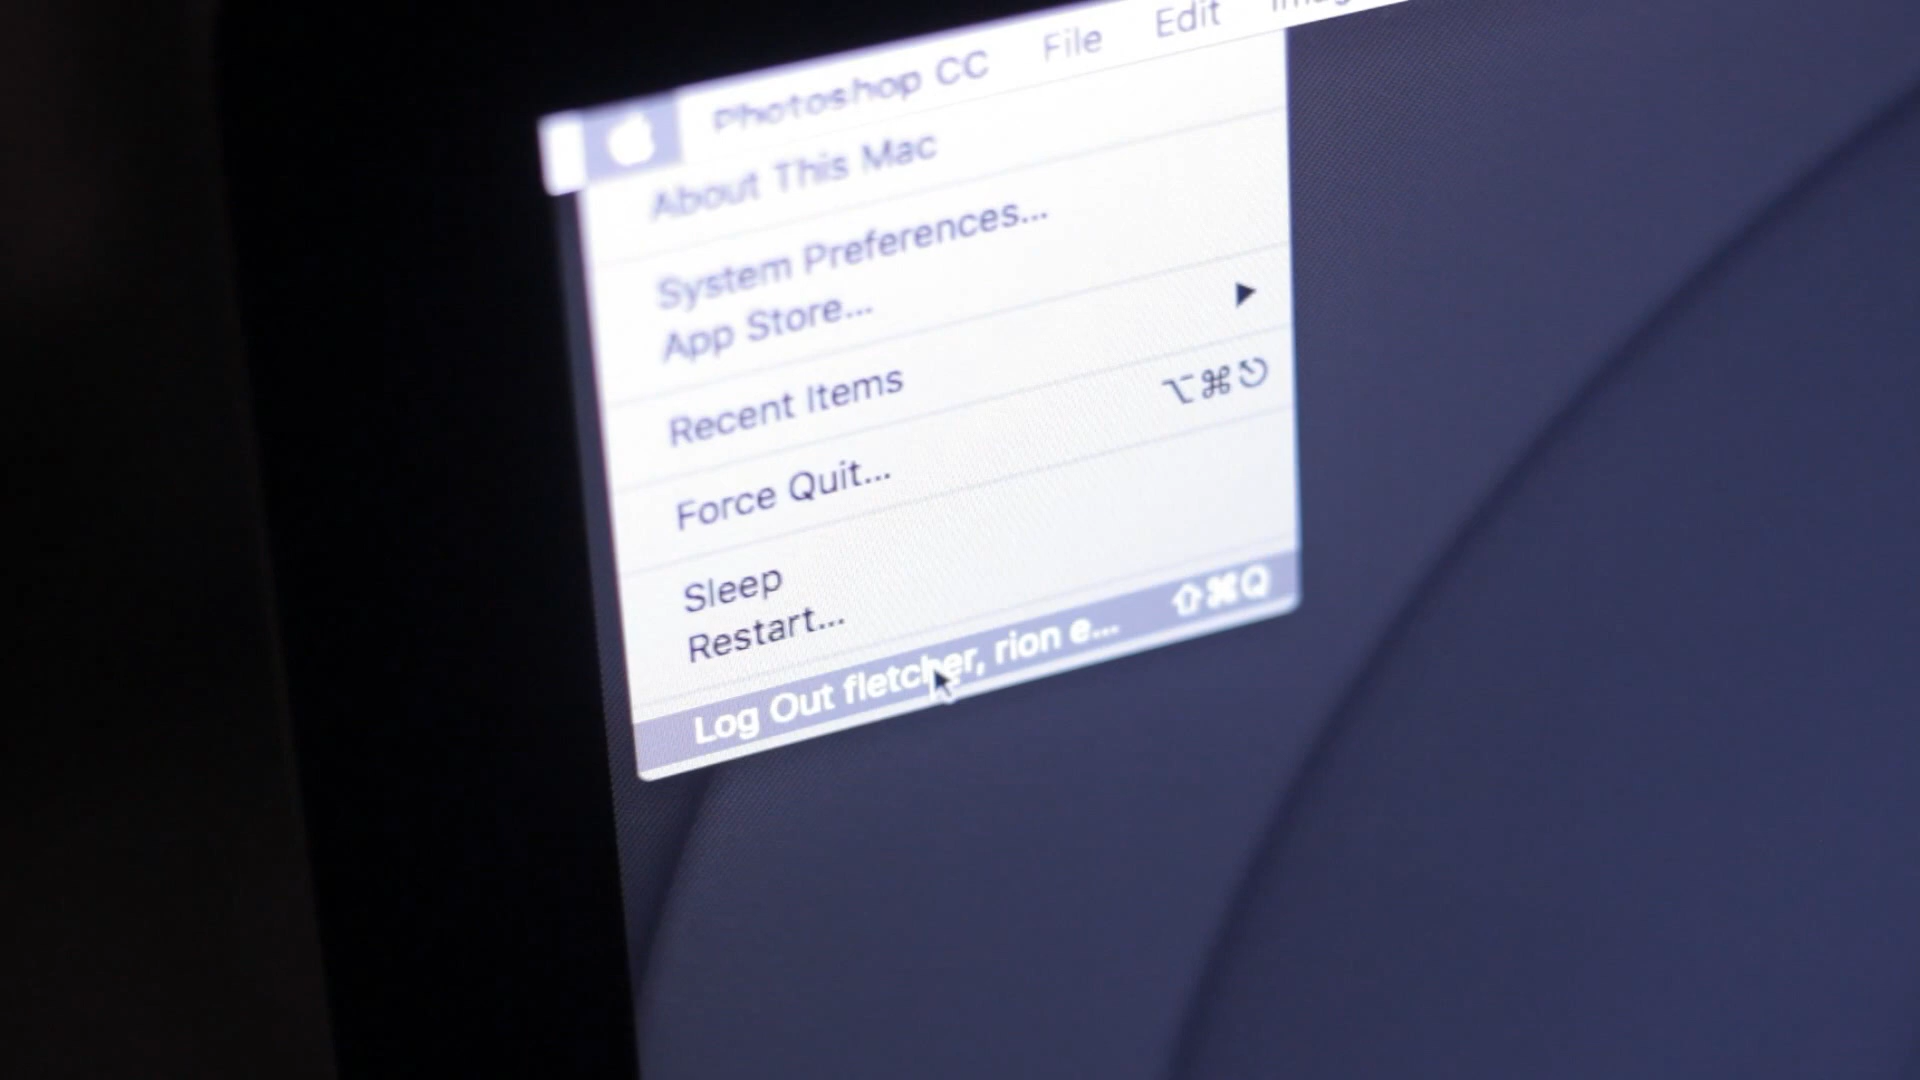 Photoshop CC File Edit
About This Mac
System Preferences...
App Store...
Recent Items ▶
Force Quit... ⌥⌘⎋
Sleep
Restart...
Log Out fletcher, rion e... ⇧⌘Q